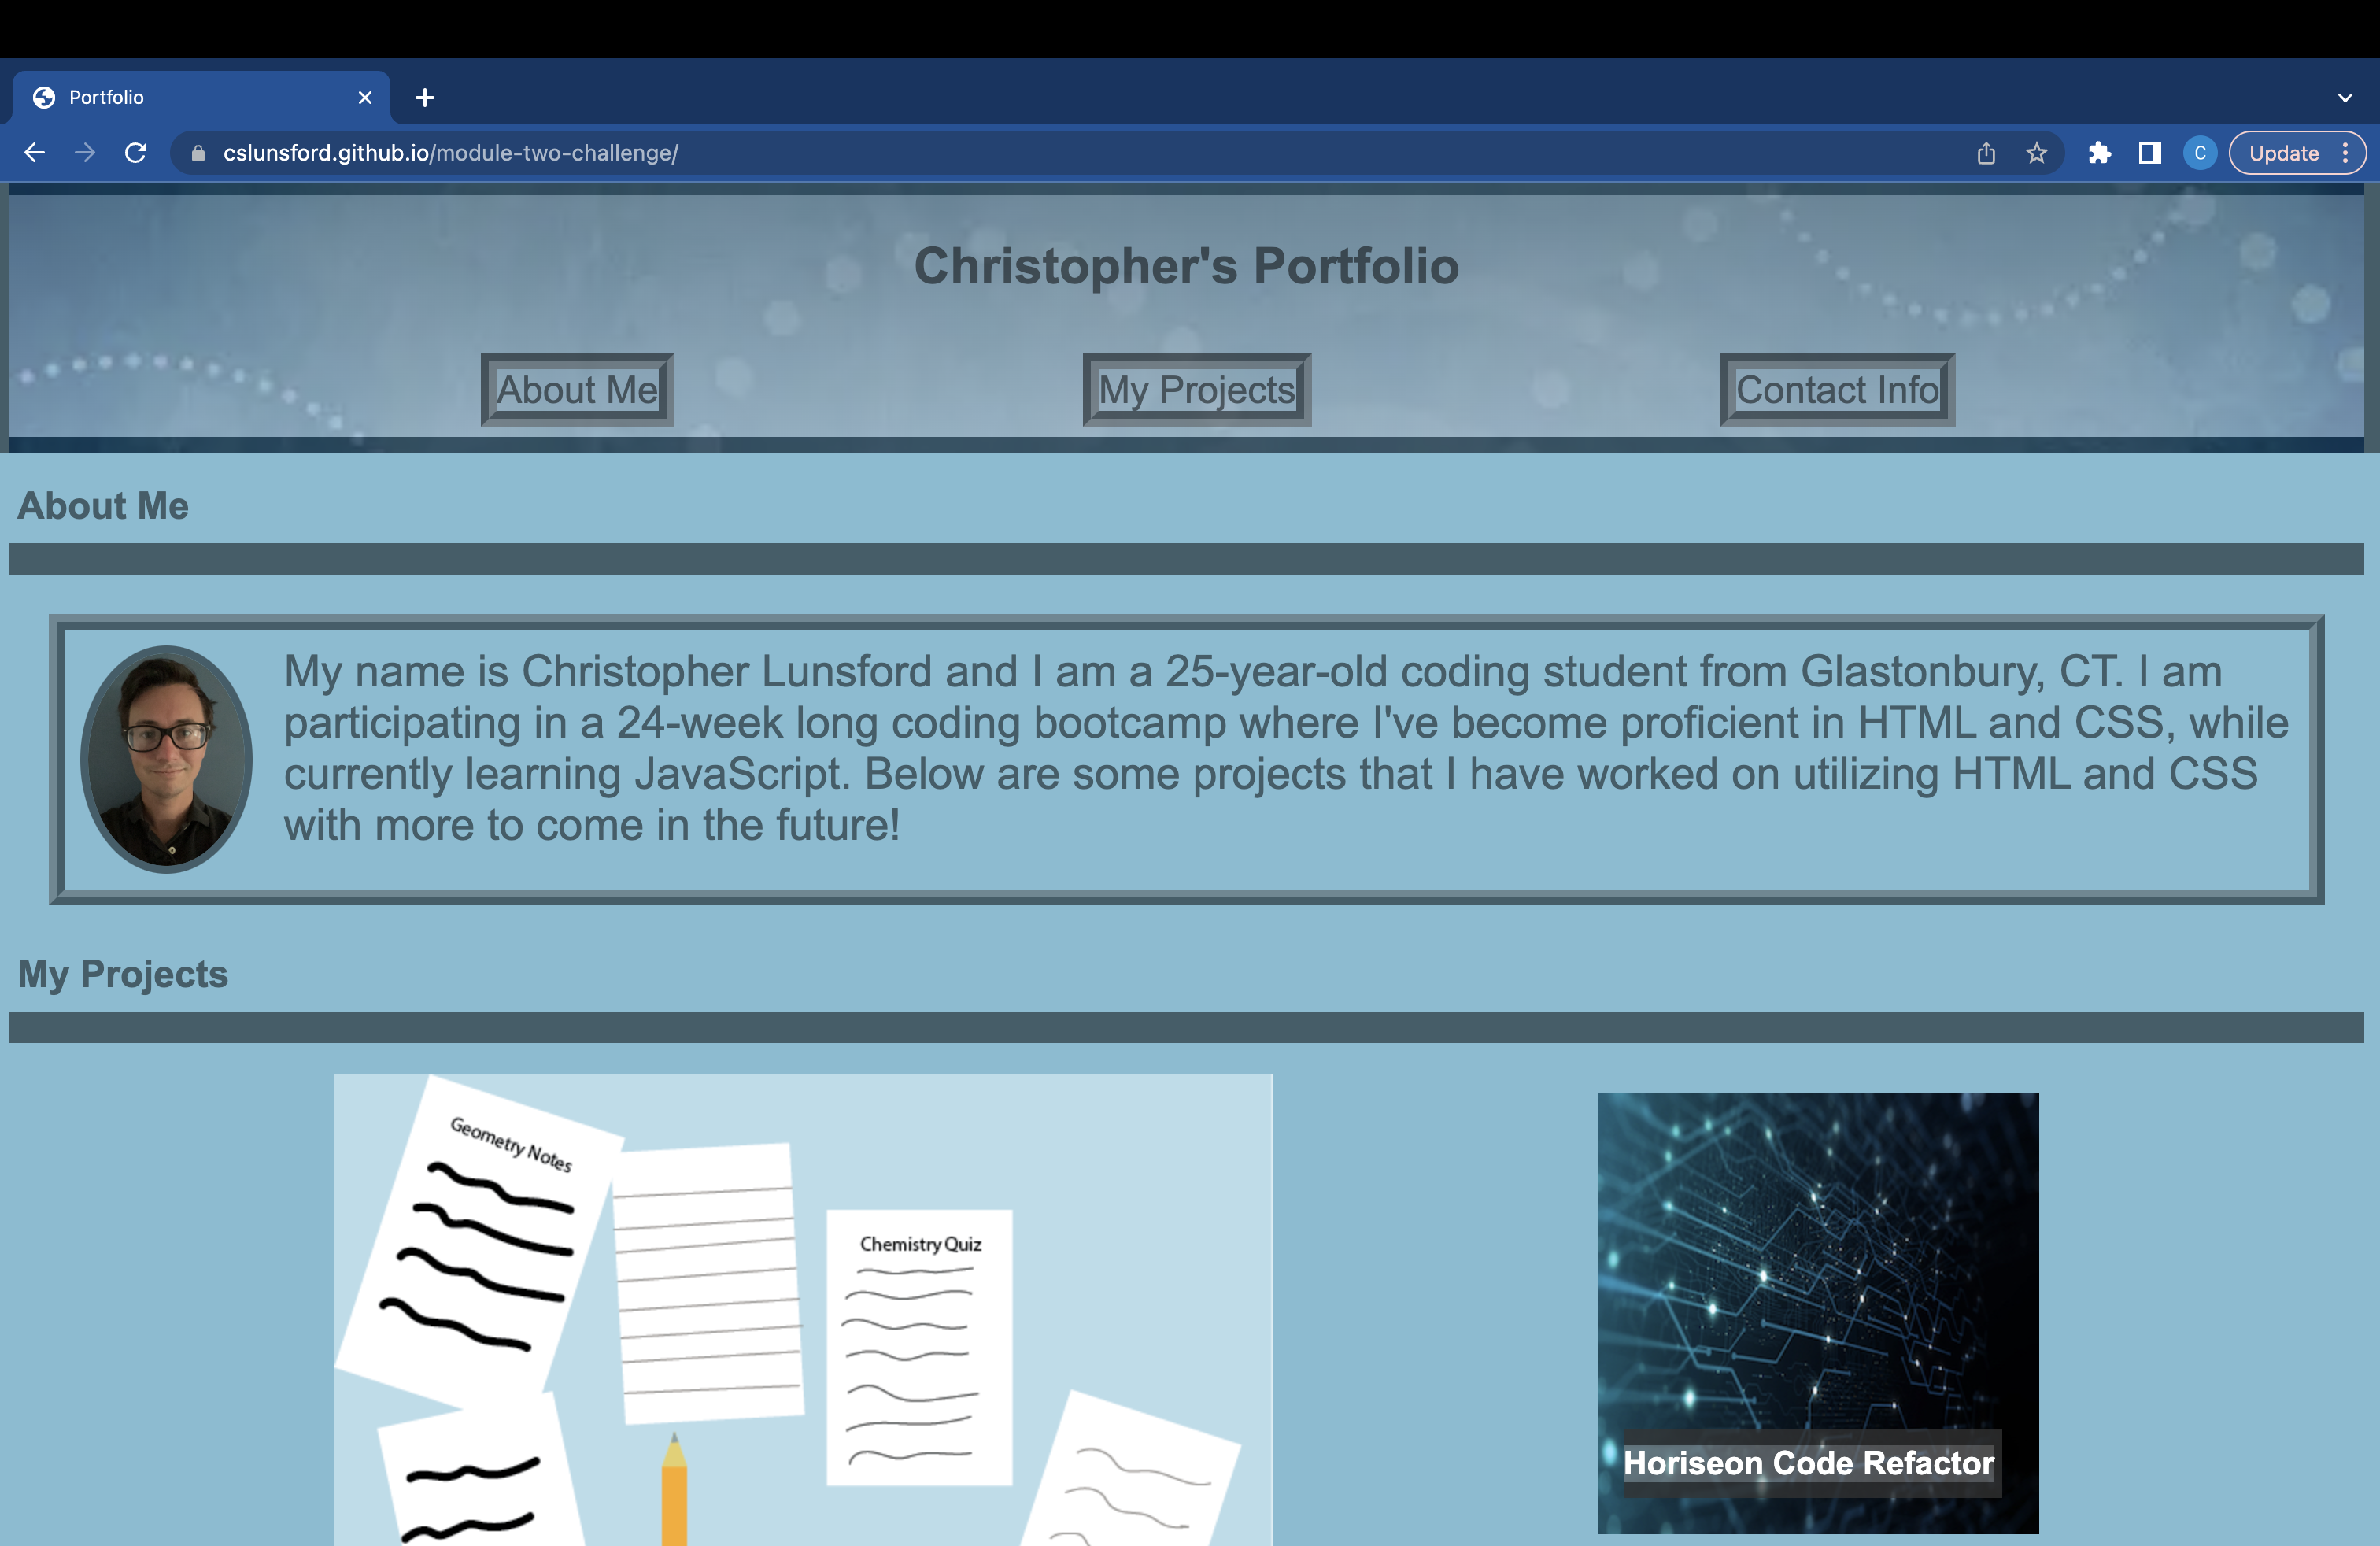 Portfolio
cslunsford.github.io/module-two-challenge/
C
Update
Christopher's Portfolio
About Me
My Projects
Contact Info
About Me
My name is Christopher Lunsford and I am a 25-year-old coding student from Glastonbury, CT. I am
participating in a 24-week long coding bootcamp where I've become proficient in HTML and CSS, while
currently learning JavaScript. Below are some projects that I have worked on utilizing HTML and CSS
with more to come in the future!
My Projects
Geometry Notes
Chemistry Quiz
Horiseon Code Refactor